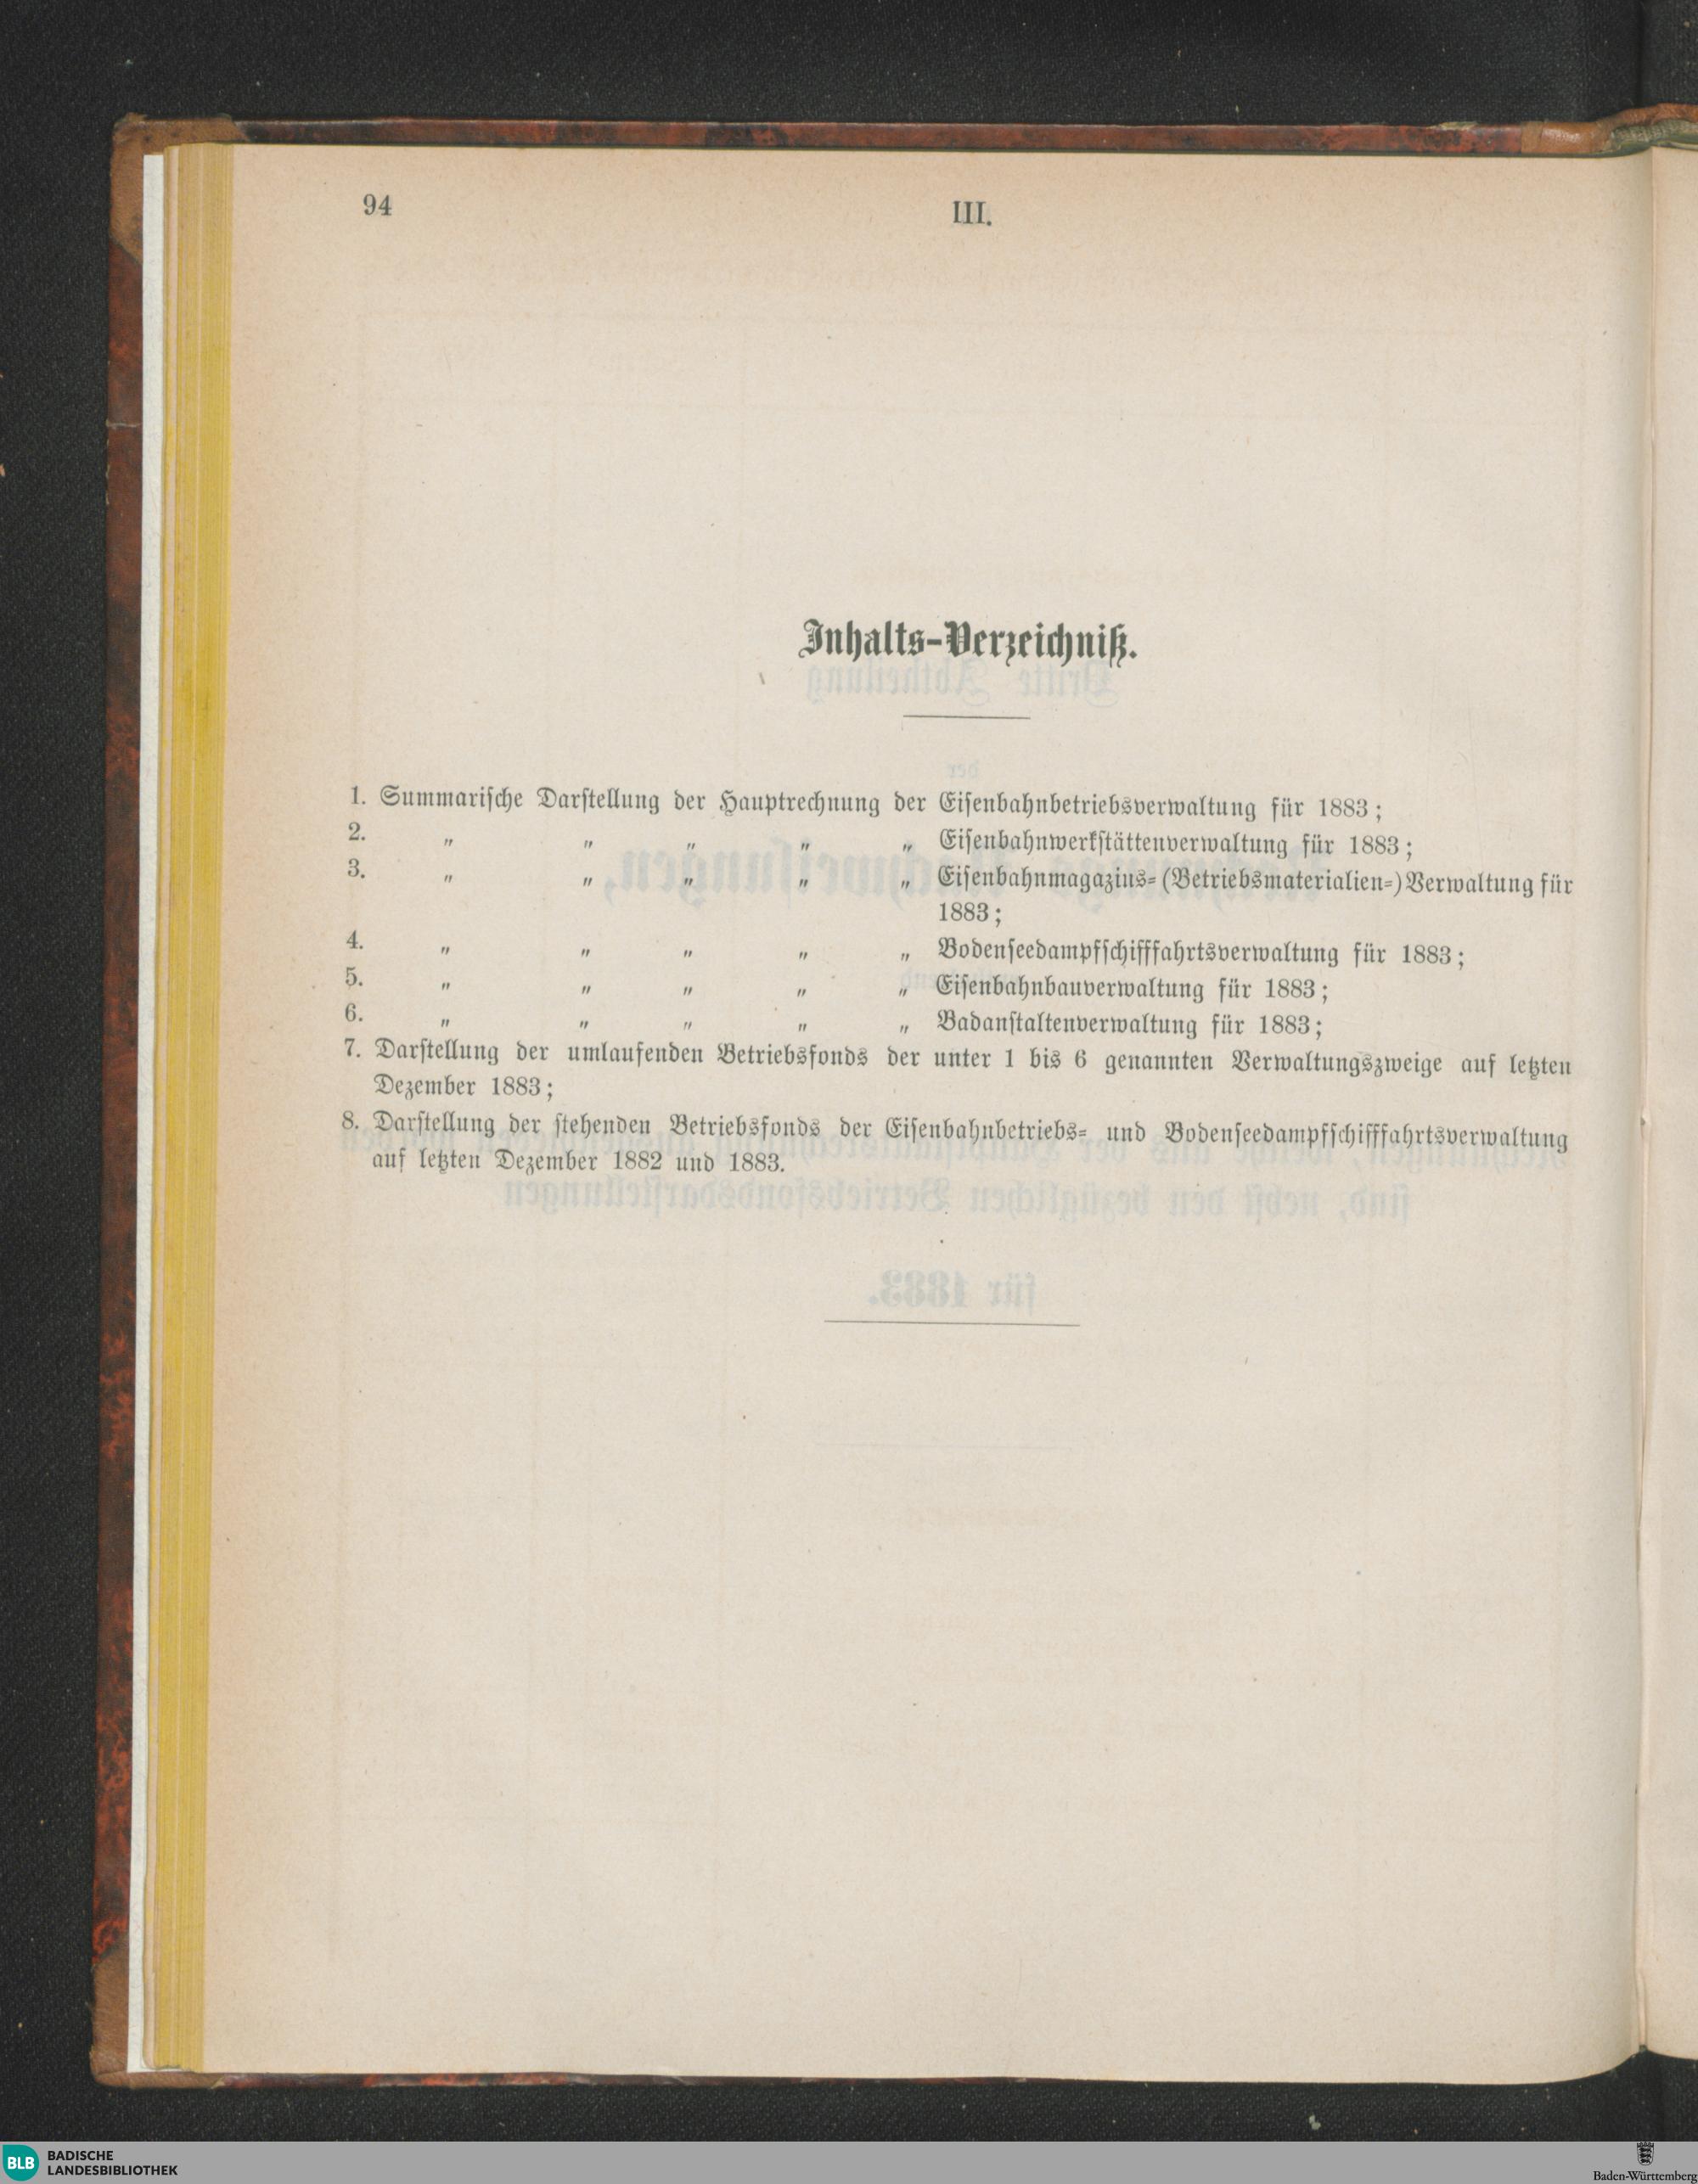 94
III.
Inhalts-Verzeichniß.
1. Summarische Darstellung der Hauptrechnung der Eisenbahnbetriebsverwaltung für 1883;
2. " " " " " Eisenbahnwerkstättenverwaltung für 1883;
3. " " " " " Eisenbahnmagazins-(Betriebsmaterialien-)Verwaltung für
1883;
4. " " " " " Bodenseedampfschifffahrtsverwaltung für 1883;
5. " " " " " Eisenbahnbauverwaltung für 1883;
6. " " " " " Badanstaltenverwaltung für 1883;
7. Darstellung der umlaufenden Betriebsfonds der unter 1 bis 6 genannten Verwaltungszweige auf letzten
Dezember 1883;
8. Darstellung der stehenden Betriebsfonds der Eisenbahnbetriebs- und Bodenseedampfschifffahrtsverwaltung
auf letzten Dezember 1882 und 1883.
BLB BADISCHE
LANDESBIBLIOTHEK
Baden-Württemberg